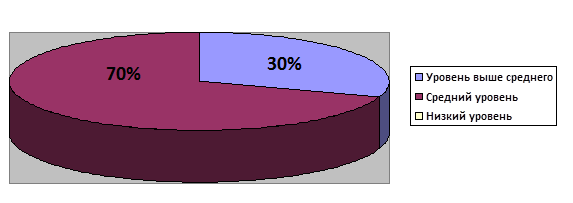 70%
30%
Уровень выше среднего
Средний уровень
Низкий уровень